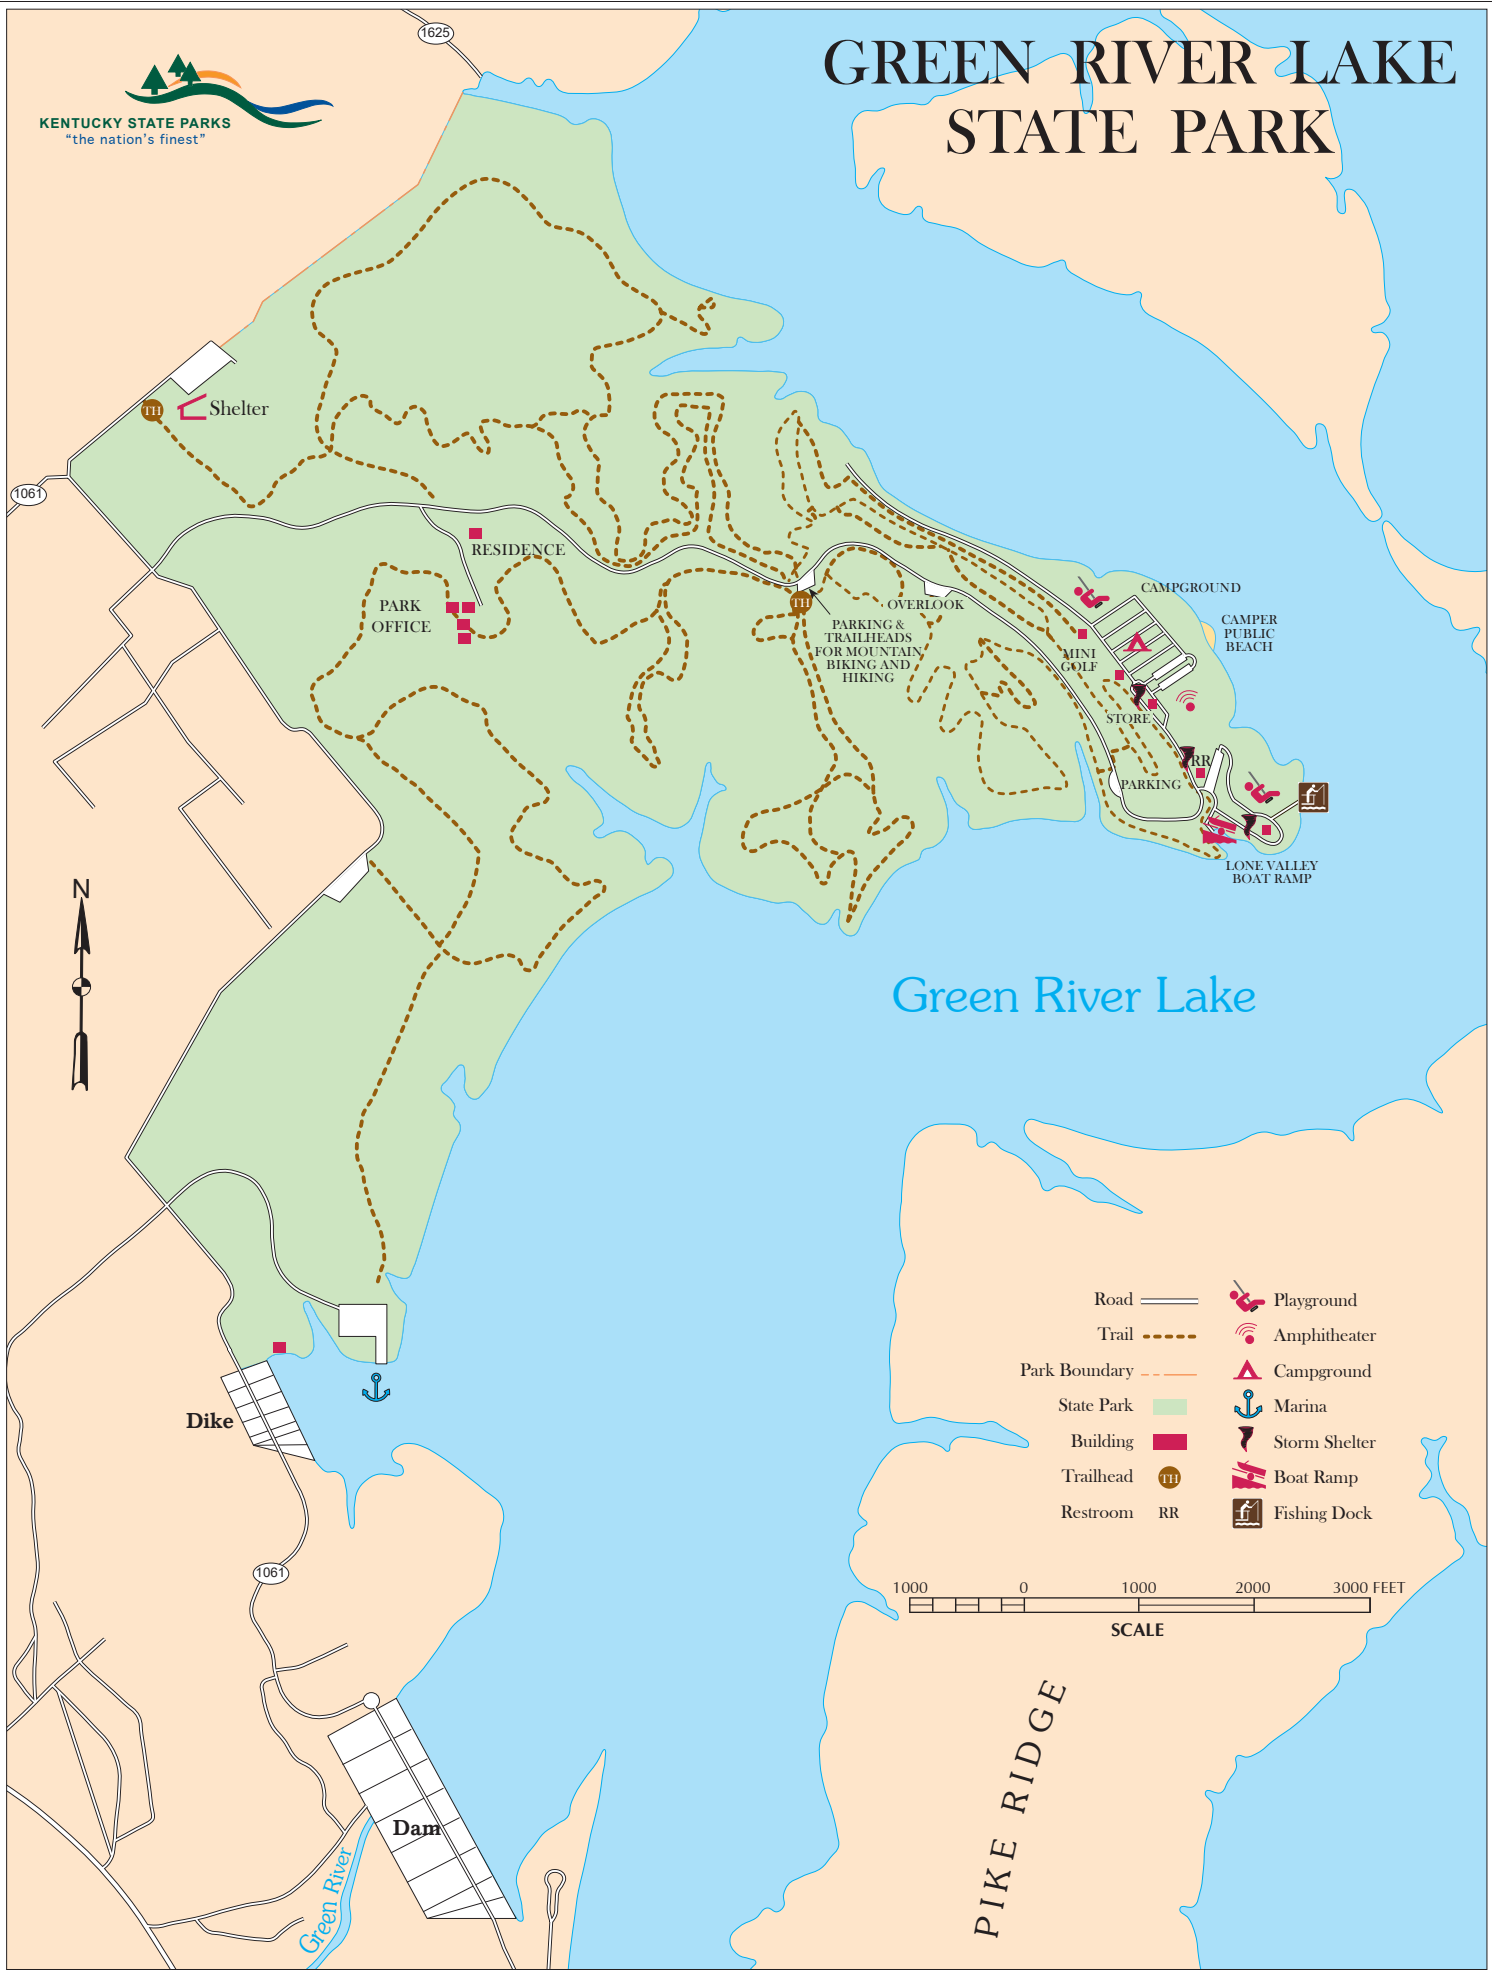 1625
GREEN RIVER LAKE
STATE PARK
KENTUCKY STATE PARKS
“the nation’s finest”
TH
Shelter
1061
RESIDENCE
PARK
OFFICE
TH
OVERLOOK
PARKING &
TRAILHEADS
FOR MOUNTAIN
BIKING AND
HIKING
CAMPGROUND
CAMPER
PUBLIC
BEACH
MINI
GOLF
STORE
RR
PARKING
LONE VALLEY
BOAT RAMP
N
Green River Lake
Road
Trail
Park Boundary
State Park
Building
Trailhead
TH
Restroom
RR
Playground
Amphitheater
Campground
Marina
Storm Shelter
Boat Ramp
Fishing Dock
Dike
1061
1000 0 1000 2000 3000 FEET
SCALE
PIKE RIDGE
Dam
Green River